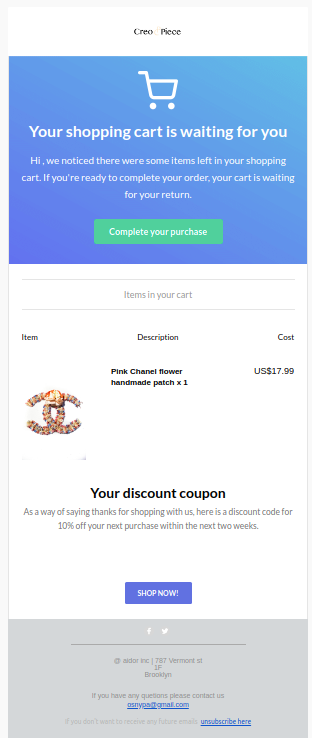 Creo Piece
Your shopping cart is waiting for you
Hi , we noticed there were some items left in your shopping
cart. If you're ready to complete your order, your cart is waiting
for your return.
Complete your purchase
Items in your cart
Item Description Cost
Pink Chanel flower US$17.99
handmade patch x 1
Your discount coupon
As a way of saying thanks for shopping with us, here is a discount code for
10% off your next purchase within the next two weeks.
SHOP NOW!
@ aidor inc | 787 Vermont st
1F
Brooklyn
If you have any quetions please contact us
osnypa@gmail.com
If you don't want to receive any future emails unsubscribe here